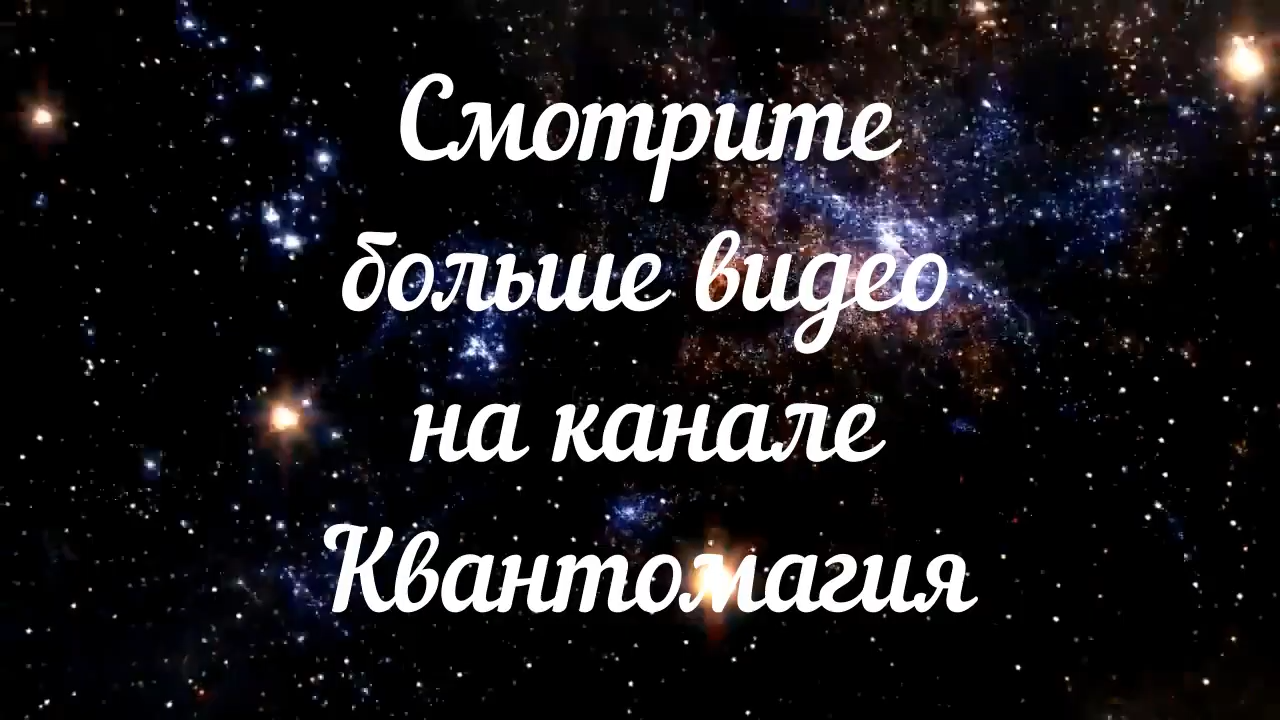 Смотрите
больше видео
на канале
Квантомагия